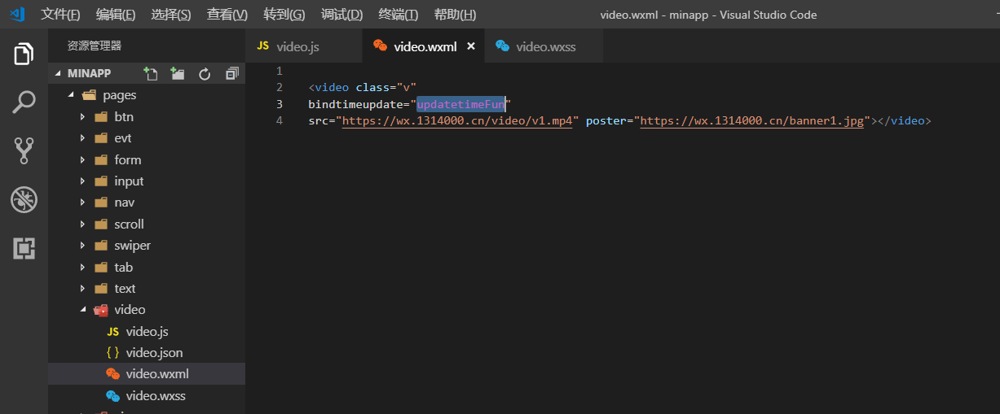 文件(F) 编辑(E) 选择(S) 查看(V) 转到(G) 调试(D) 终端(T) 帮助(H) video.wxml - minapp - Visual Studio Code
资源管理器
MINAPP
pages
btn
evt
form
input
nav
scroll
swiper
tab
text
video
JS video.js
{ } video.json
video.wxml
video.wxss
JS video.js video.wxml × video.wxss
1
2 <video class="v"
3 bindtimeupdate="updatetimeFun"
4 src="https://wx.1314000.cn/video/v1.mp4" poster="https://wx.1314000.cn/banner1.jpg"></video>